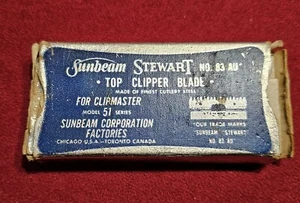 Sunbeam STEWART NO. 83 AU*
• TOP CLIPPER BLADE •
MADE OF FINEST CUTLERY STEEL
FOR CLIPMASTER
MODEL 51 SERIES
SUNBEAM CORPORATION
FACTORIES
CHICAGO U.S.A.—TORONTO CANADA
*OUR TRADE MARKS
SUNBEAM STEWART
NO. 83 AU